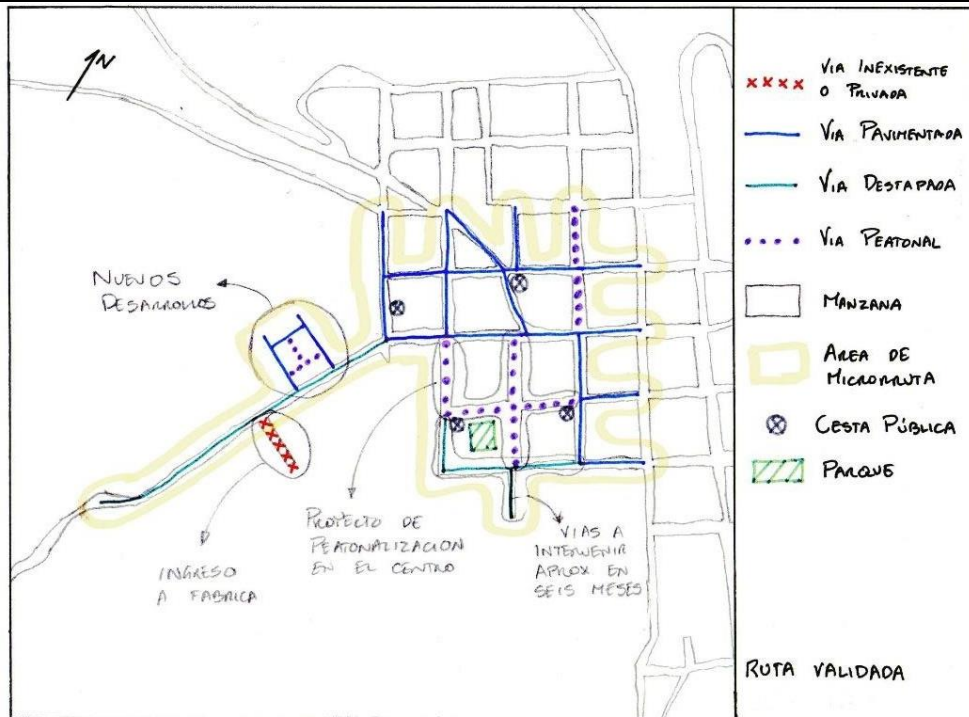 N
NUEVOS
DESARROLLOS
INGRESO
A FABRICA
PROYECTO DE
PEATONALIZACION
EN EL CENTRO
VIAS A
INTERVENIR
APROX EN
SEIS MESES
VIA INEXISTENTE
O PRIVADA
VIA PAVIMENTADA
VIA DESTAPADA
VIA PEATONAL
MANZANA
AREA DE
MICRORRUTA
CESTA PÚBLICA
PARQUE
RUTA VALIDADA